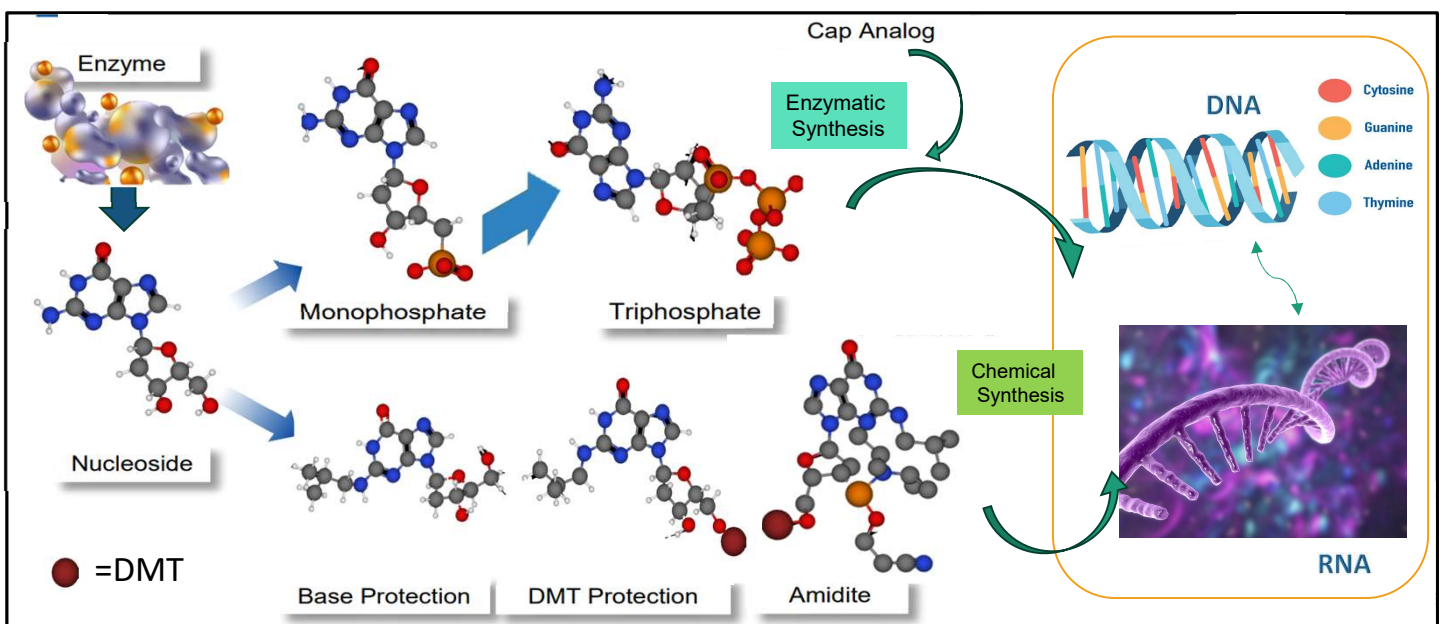 Enzyme
Cap Analog
Enzymatic
Synthesis
DNA
Cytosine
Guanine
Adenine
Thymine
Monophosphate
Triphosphate
Chemical
Synthesis
Nucleoside
=DMT
Base Protection
DMT Protection
Amidite
RNA